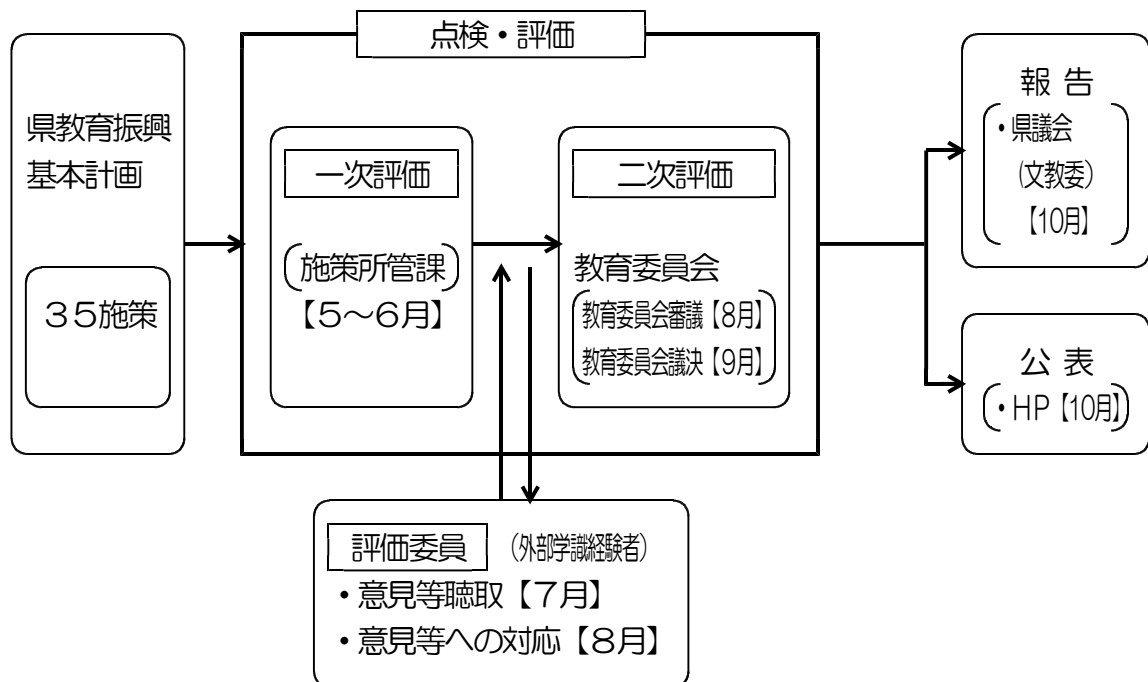 県教育振興
基本計画
３５施策
点検・評価
一次評価
施策所管課
【５～６月】
二次評価
教育委員会
教育委員会審議【８月】
教育委員会議決【９月】
評価委員 （外部学識経験者）
・意見等聴取【７月】
・意見等への対応【８月】
報 告
・県議会
（文教委）
【10月】
公 表
・ＨＰ【10月】